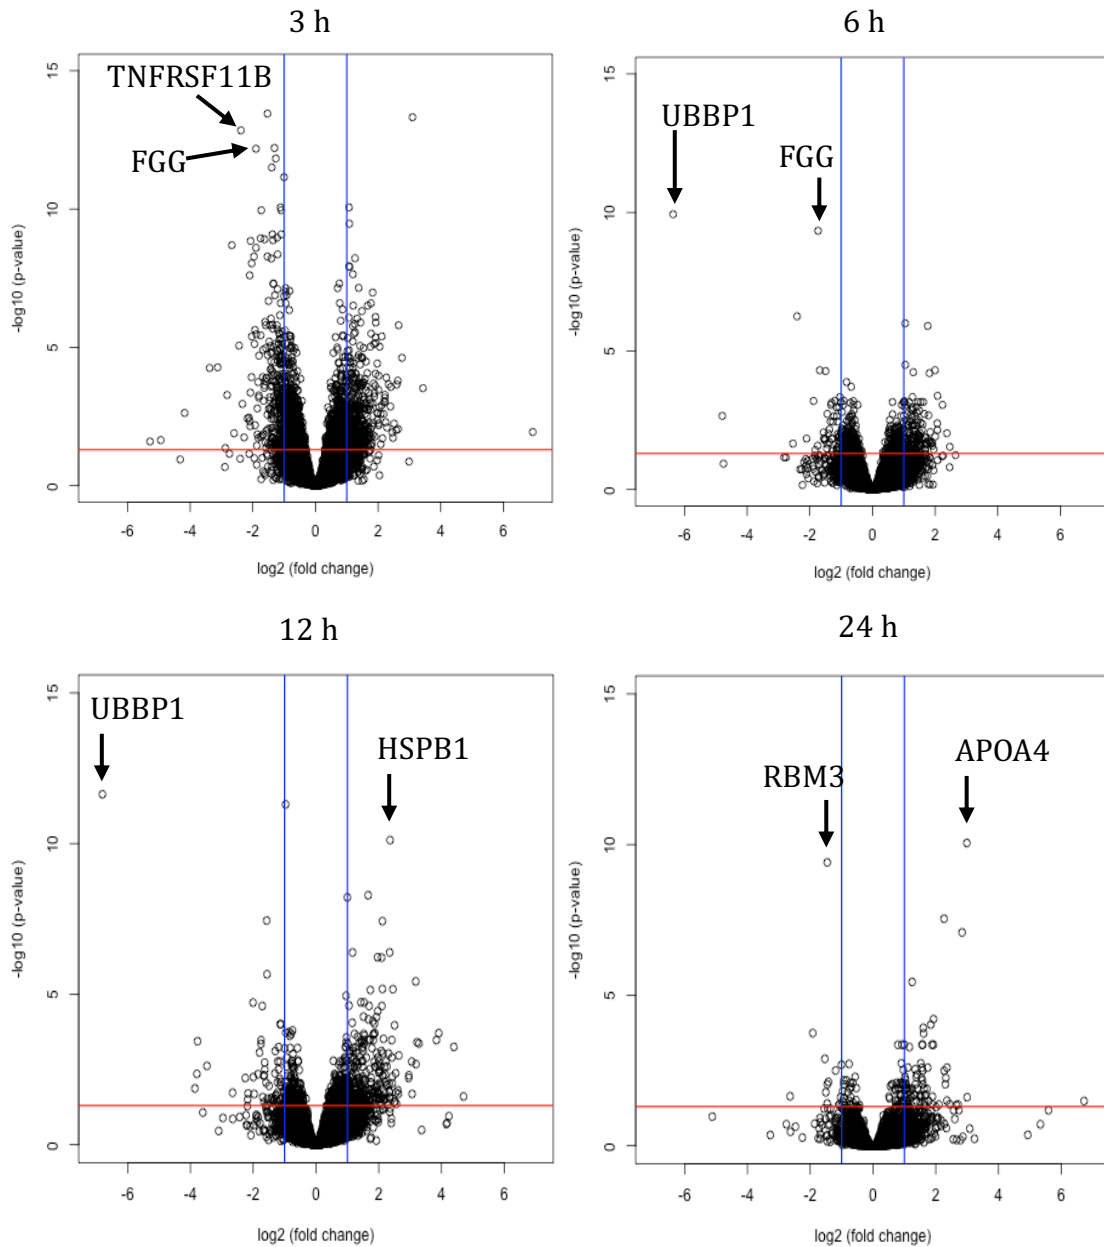 3 h
TNFRSF11B
FGG
15
10
5
0
-log10 (p-value)
-6 -4 -2 0 2 4 6
log2 (fold change)
6 h
UBBP1
FGG
15
10
5
0
-log10 (p-value)
-6 -4 -2 0 2 4 6
log2 (fold change)
12 h
UBBP1
HSPB1
15
10
5
0
-log10 (p-value)
-6 -4 -2 0 2 4 6
log2 (fold change)
24 h
RBM3
APOA4
15
10
5
0
-log10 (p-value)
-6 -4 -2 0 2 4 6
log2 (fold change)